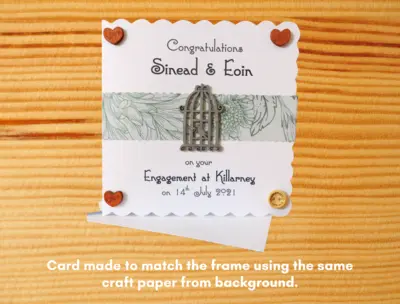 Congratulations
Sinead & Eoin
on your
Engagement at Killarney
on 14th July 2021
Card made to match the frame using the same
craft paper from background.